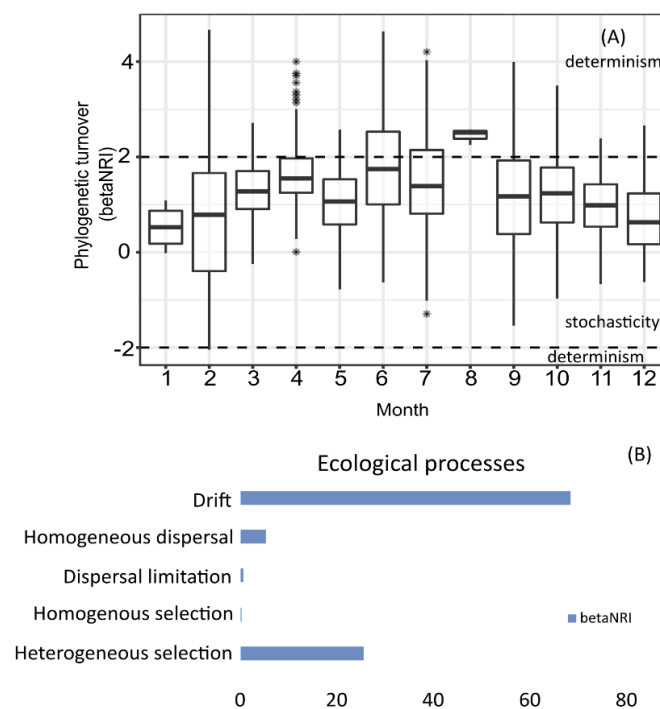 (A)
determinism
4
2
0
-2
Phylogenetic turnover
(betaNRI)
stochasticity
determinism
1 2 3 4 5 6 7 8 9 10 11 12
Month
(B)
Ecological processes
Drift
Homogeneous dispersal
Dispersal limitation
Homogenous selection
betaNRI
Heterogeneous selection
0 20 40 60 80